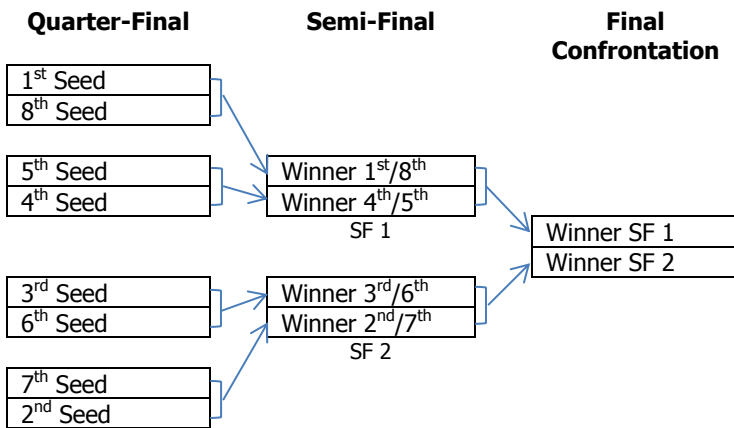 Quarter-Final
Semi-Final
Final
Confrontation
1st Seed
8th Seed
5th Seed
4th Seed
Winner 1st/8th
Winner 4th/5th
SF 1
Winner SF 1
Winner SF 2
3rd Seed
6th Seed
Winner 3rd/6th
Winner 2nd/7th
SF 2
7th Seed
2nd Seed